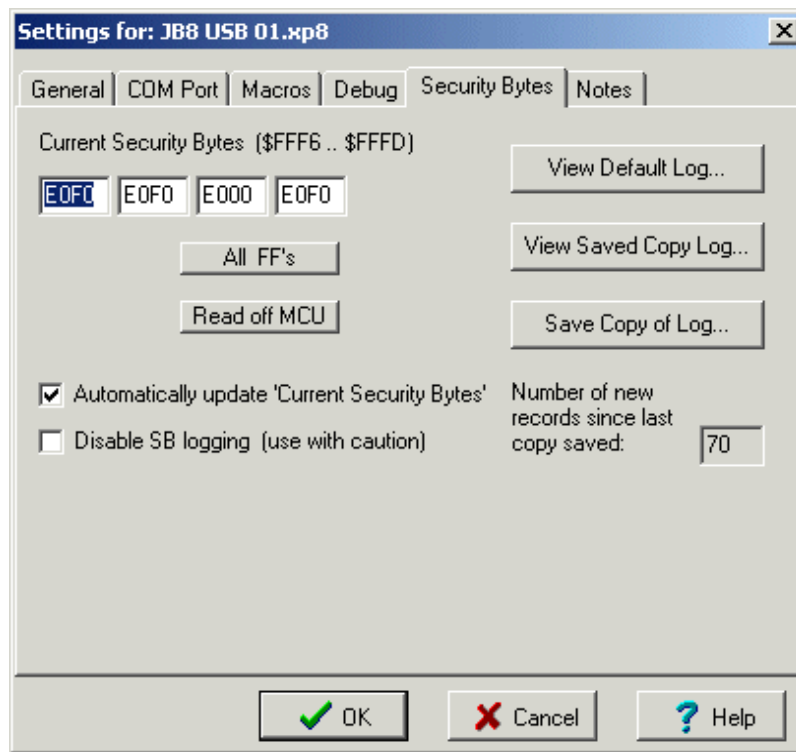 Settings for: JB8 USB 01.xp8
General COM Port Macros Debug Security Bytes Notes
Current Security Bytes ($FFF6 .. $FFFD)
E0F0 E0F0 E000 E0F0
All FF's
Read off MCU
View Default Log...
View Saved Copy Log...
Save Copy of Log...
Automatically update 'Current Security Bytes'
Disable SB logging (use with caution)
Number of new
records since last
copy saved:
70
OK Cancel Help